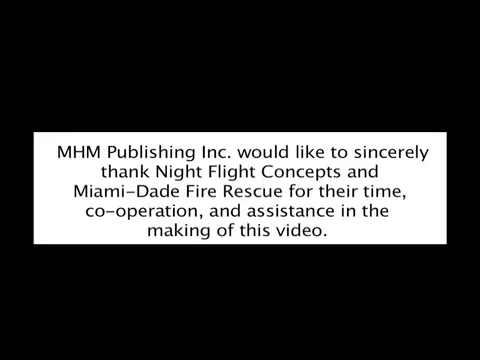 MHM Publishing Inc. would like to sincerely
thank Night Flight Concepts and
Miami-Dade Fire Rescue for their time,
co-operation, and assistance in the
making of this video.